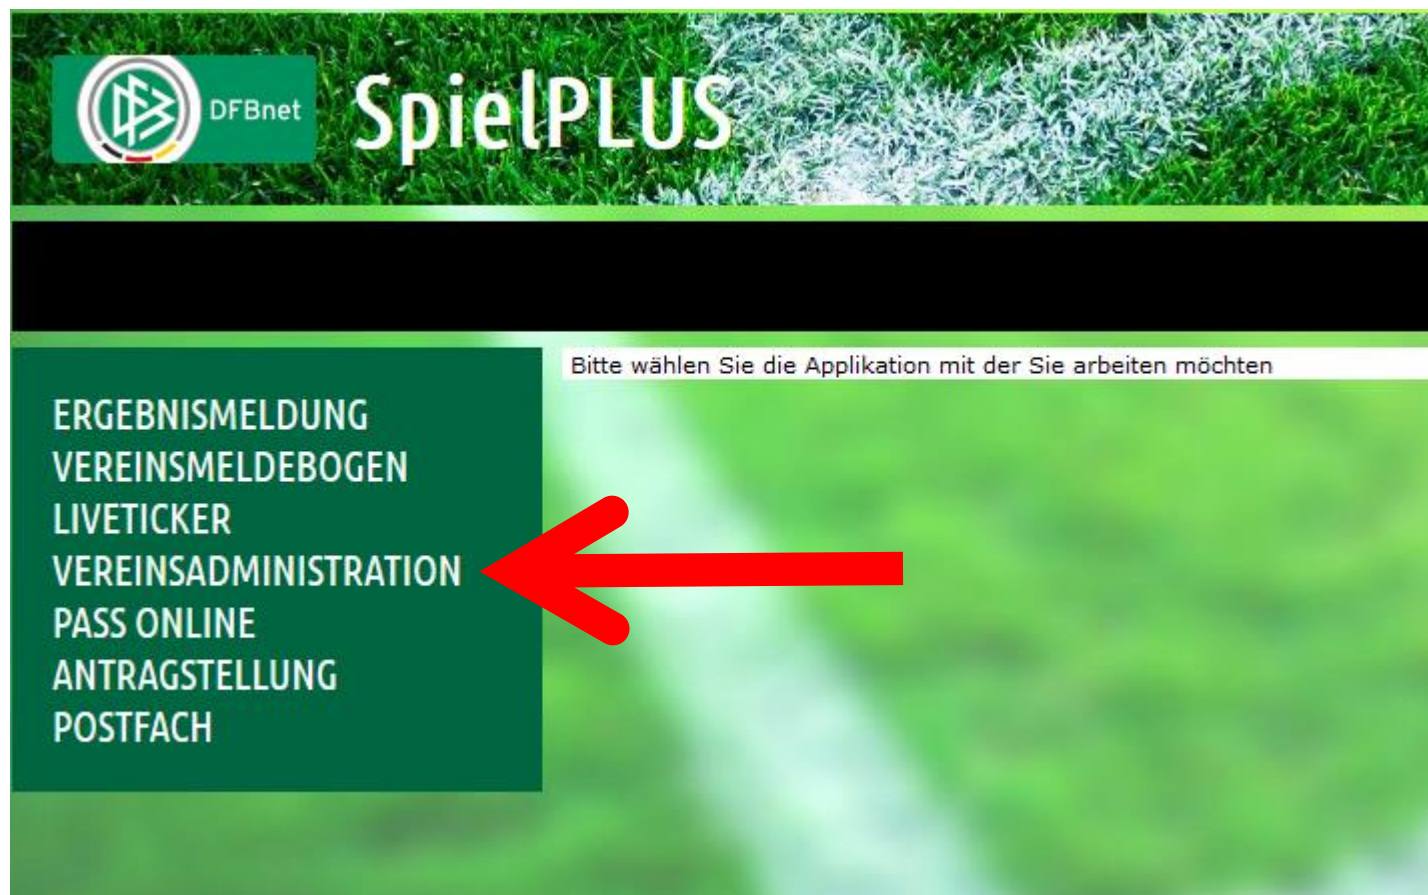 DFBnet
SpielPLUS
Bitte wählen Sie die Applikation mit der Sie arbeiten möchten
ERGEBNISMELDUNG
VEREINSMELDEBOGEN
LIVETICKER
VEREINSADMINISTRATION
PASS ONLINE
ANTRAGSTELLUNG
POSTFACH